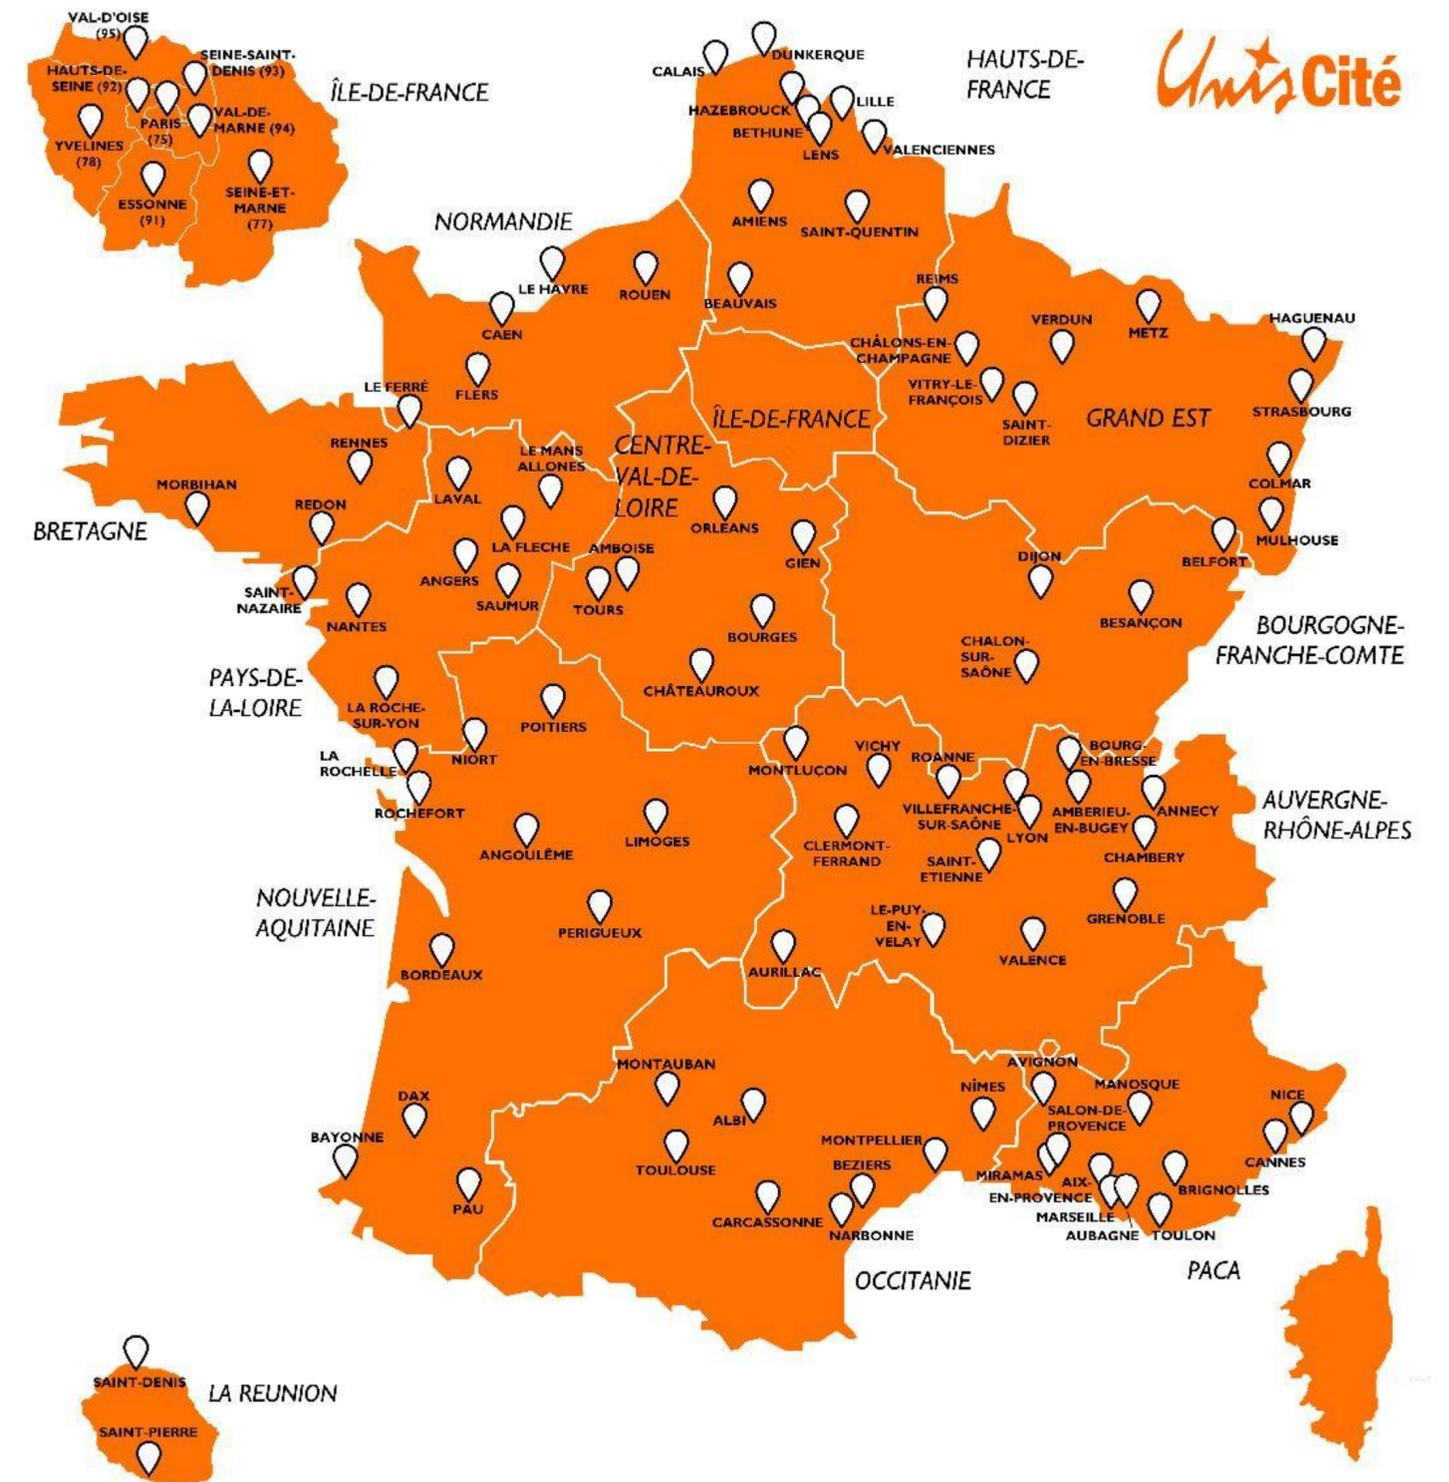 VAL-D'OISE
(95)
SEINE-SAINT-
DENIS (93)
HAUTS-DE-
SEINE (92)
PARIS
(75)
VAL-DE-
MARNE (94)
YVELINES
(78)
ESSONNE
(91)
SEINE-ET-
MARNE
(77)
ÎLE-DE-FRANCE
CALAIS
DUNKERQUE
HAZEBROUCK
LILLE
BETHUNE
LENS
VALENCIENNES
AMIENS
SAINT-QUENTIN
BEAUVAIS
HAUTS-DE-
FRANCE
Unis Cité
NORMANDIE
LE HAVRE
ROUEN
CAEN
FLERS
REIMS
VERDUN
METZ
HAGUENAU
CHÂLONS-EN-
CHAMPAGNE
VITRY-LE-
FRANÇOIS
SAINT-
DIZIER
STRASBOURG
GRAND EST
COLMAR
MULHOUSE
ÎLE-DE-FRANCE
LE FERRÉ
RENNES
MORBIHAN
REDON
BRETAGNE
LE MANS
ALLONES
LAVAL
LA FLECHE
ANGERS
SAUMUR
SAINT-
NAZAIRE
NANTES
LA ROCHE-
SUR-YON
PAYS-DE-
LA-LOIRE
CENTRE-
VAL-DE-
LOIRE
ORLEANS
GIEN
AMBOISE
TOURS
BOURGES
CHÂTEAUROUX
DIJON
BELFORT
BESANÇON
CHALON-
SUR-
SAÔNE
BOURGOGNE-
FRANCHE-COMTE
POITIERS
NIORT
LA
ROCHELLE
ROCHEFORT
ANGOULÊME
LIMOGES
PERIGUEUX
BORDEAUX
NOUVELLE-
AQUITAINE
DAX
BAYONNE
PAU
MONTLUÇON
VICHY
ROANNE
BOURG-
EN-BRESSE
VILLEFRANCHE-
SUR-SAÔNE
LYON
AMBERIEU-
EN-BUGEY
ANNECY
CLERMONT-
FERRAND
SAINT-
ETIENNE
CHAMBERY
GRENOBLE
LE-PUY-
EN-
VELAY
VALENCE
AURILLAC
AUVERGNE-
RHÔNE-ALPES
MONTAUBAN
ALBI
TOULOUSE
NÎMES
MONTPELLIER
BEZIERS
CARCASSONNE
NARBONNE
OCCITANIE
AVIGNON
MANOSQUE
SALON-DE-
PROVENCE
NICE
CANNES
MIRAMAS
AIX-
EN-PROVENCE
BRIGNOLLES
MARSEILLE
AUBAGNE
TOULON
PACA
SAINT-DENIS
SAINT-PIERRE
LA REUNION